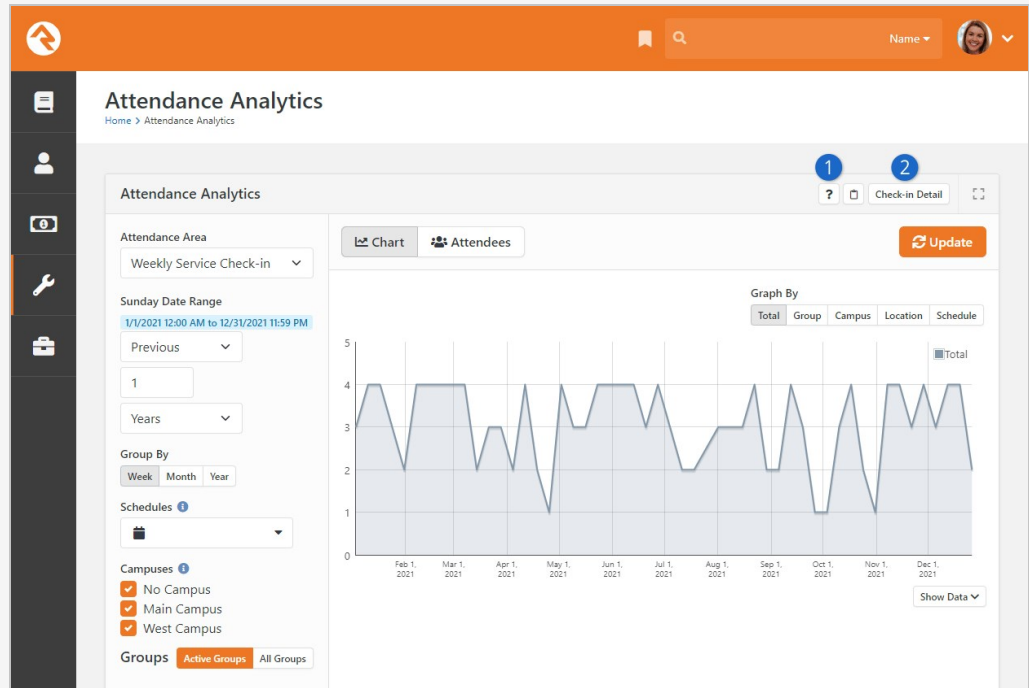 Name
Attendance Analytics
Home > Attendance Analytics
1 2
Attendance Analytics ? Check-in Detail
Attendance Area
Weekly Service Check-in
Chart Attendees Update
Sunday Date Range
1/1/2021 12:00 AM to 12/31/2021 11:59 PM
Previous
1
Years
Group By
Week Month Year
Schedules
Campuses
No Campus
Main Campus
West Campus
Groups Active Groups All Groups
Graph By
Total Group Campus Location Schedule
Total
5
4
3
2
1
0
Feb 1, 2021
Mar 1, 2021
Apr 1, 2021
May 1, 2021
Jun 1, 2021
Jul 1, 2021
Aug 1, 2021
Sep 1, 2021
Oct 1, 2021
Nov 1, 2021
Dec 1, 2021
Show Data